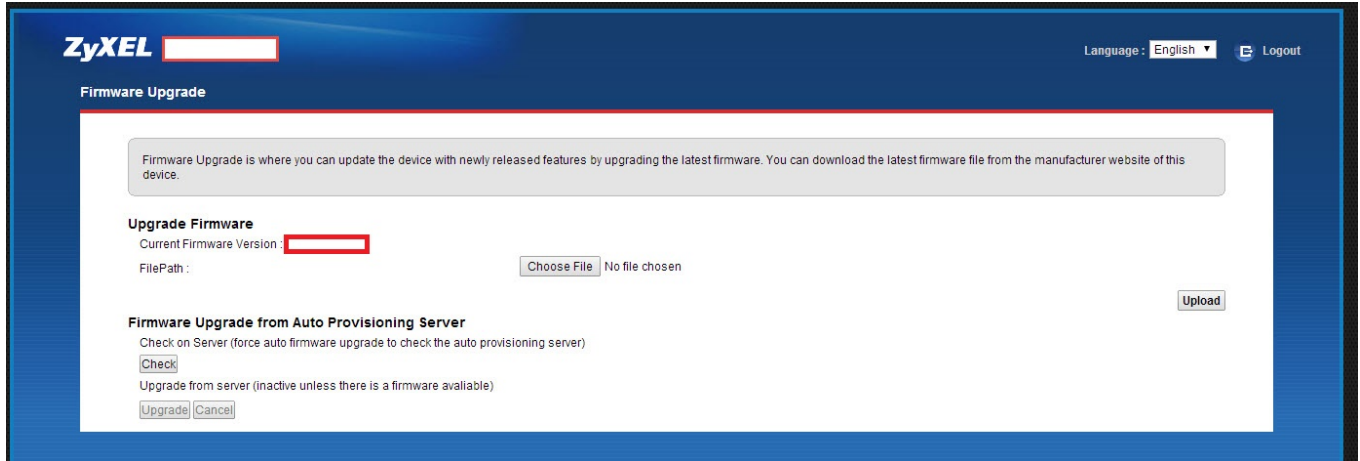 ZyXEL
Language : English
Logout
Firmware Upgrade
Firmware Upgrade is where you can update the device with newly released features by upgrading the latest firmware. You can download the latest firmware file from the manufacturer website of this
device.
Upgrade Firmware
Current Firmware Version :
FilePath : Choose File No file chosen
Upload
Firmware Upgrade from Auto Provisioning Server
Check on Server (force auto firmware upgrade to check the auto provisioning server)
Check
Upgrade from server (inactive unless there is a firmware avaliable)
Upgrade Cancel